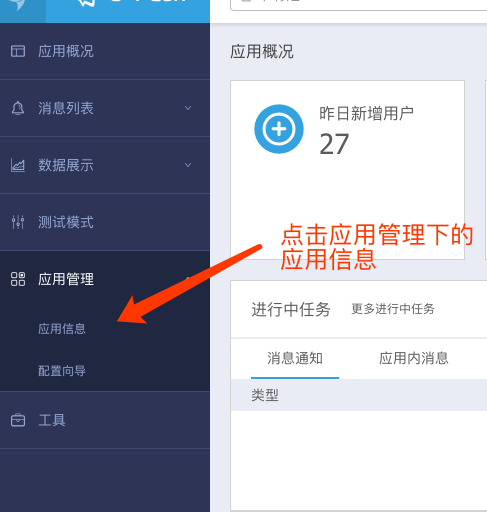 应用概况
消息列表
数据展示
测试模式
应用管理
应用信息
配置向导
工具
应用概况
昨日新增用户
27
点击应用管理下的
应用信息
进行中任务
更多进行中任务
消息通知
应用内消息
类型